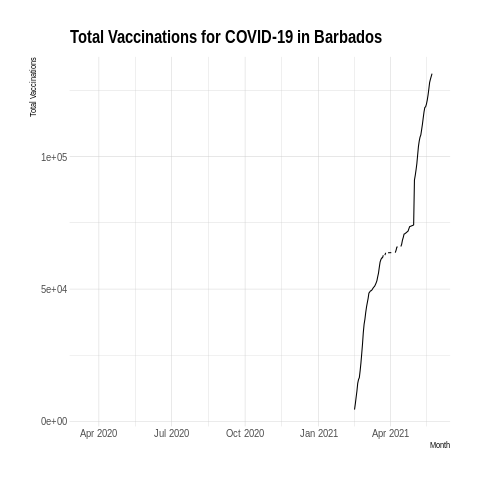 Total Vaccinations for COVID-19 in Barbados
Total Vaccinations
1e+05
5e+04
0e+00
Apr 2020 Jul 2020 Oct 2020 Jan 2021 Apr 2021
Month